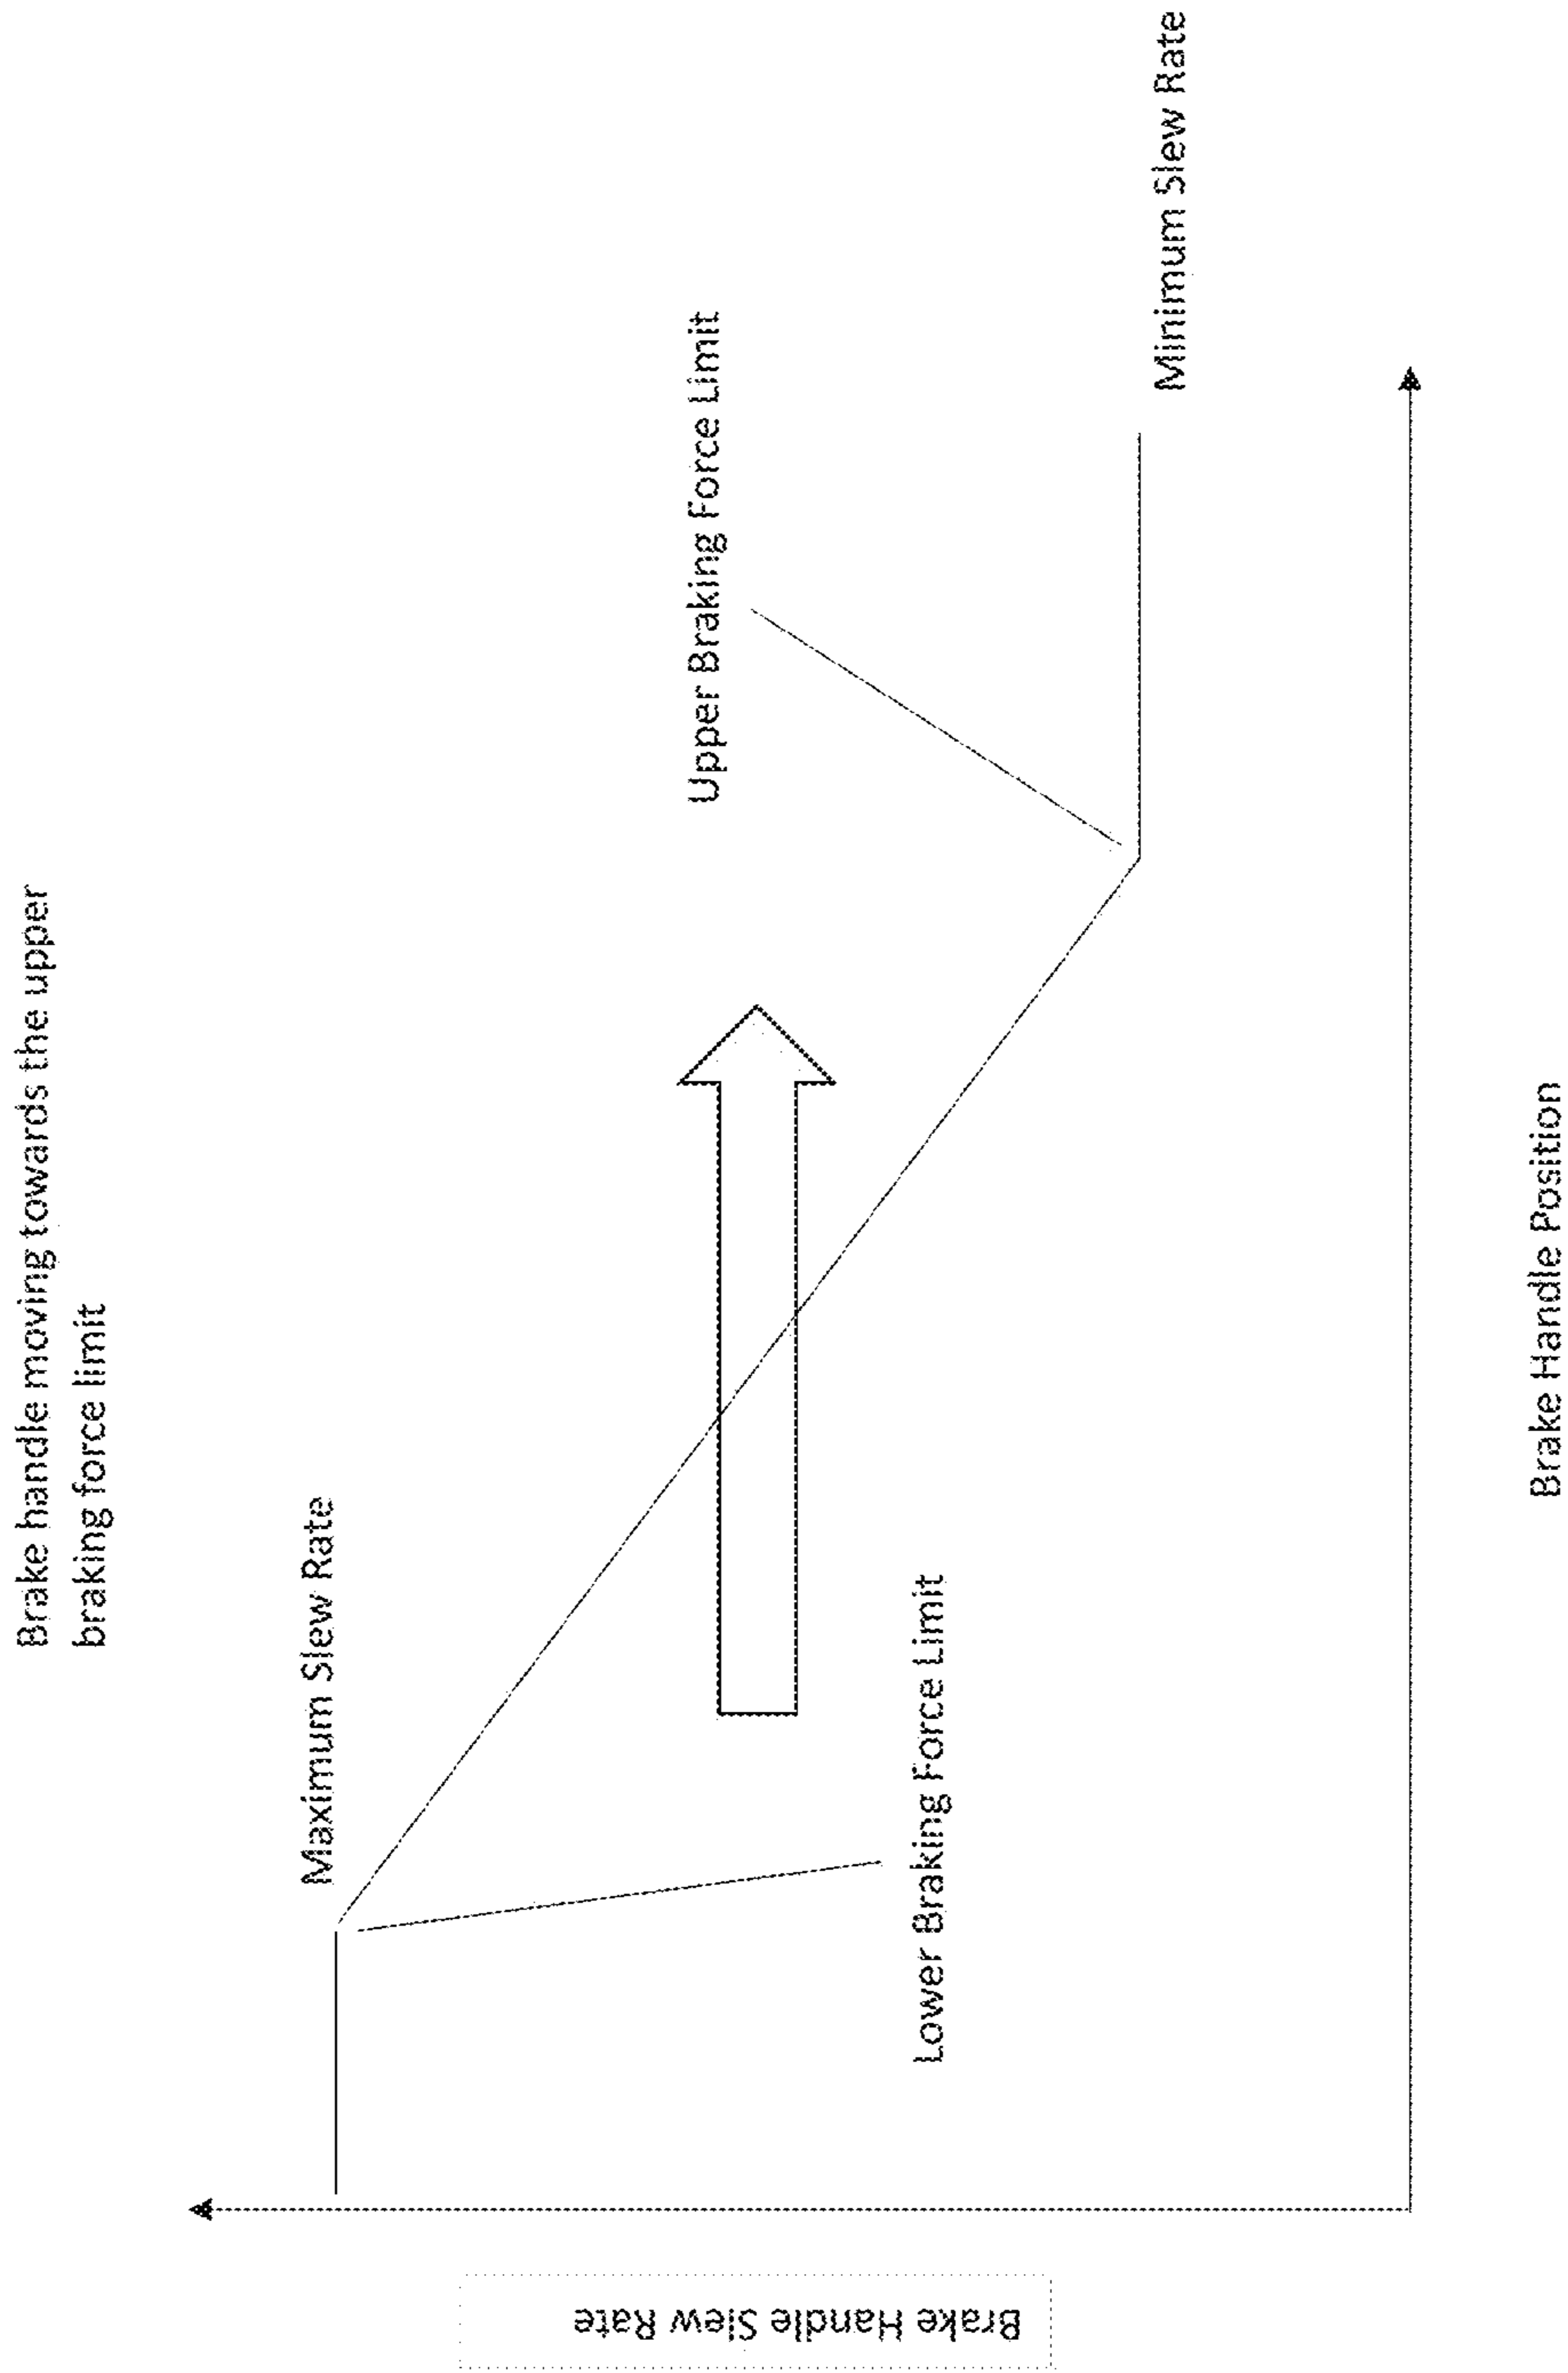 Brake handle moving towards the upper
braking force limit
Maximum Slew Rate
Upper Braking Force Limit
Lower Braking Force Limit
Minimum Slew Rate
Brake Handle Slew Rate
Brake Handle Position